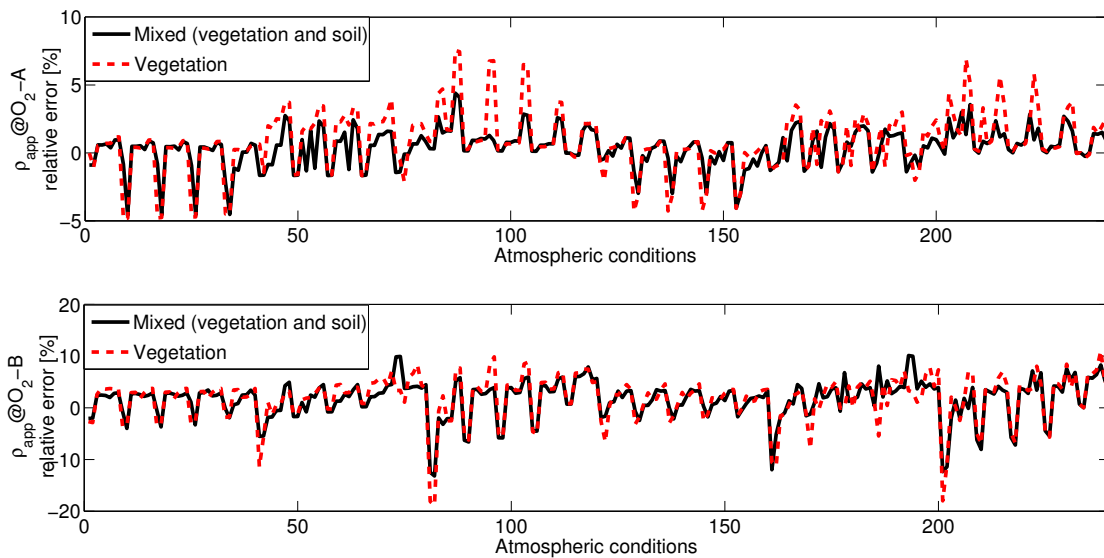 10
5
0
−5
ρapp@O2−A
relative error [%]
Mixed (vegetation and soil)
Vegetation
0
50
100
150
200
Atmospheric conditions
20
10
0
10
−20
ρapp@O2−B
relative error [%]
Mixed (vegetation and soil)
Vegetation
0
50
100
150
200
Atmospheric conditions